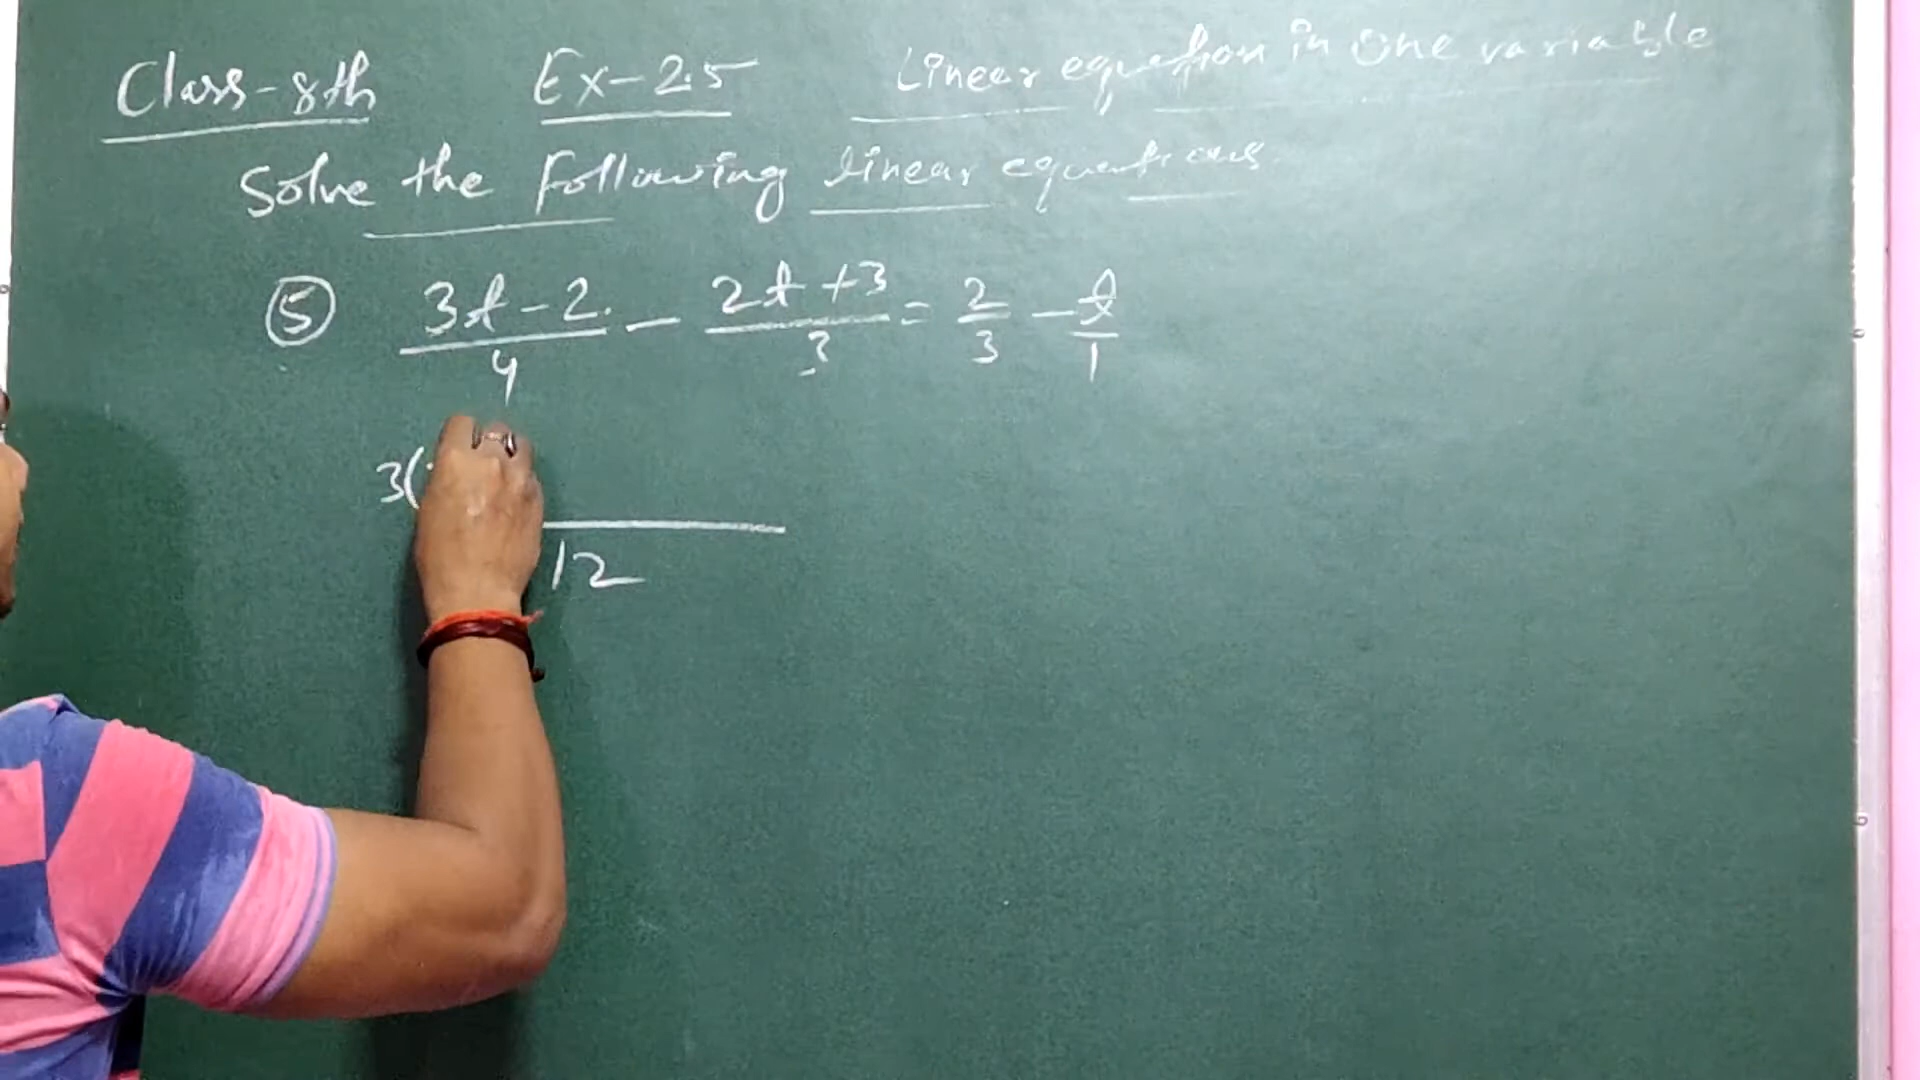 Class-8th Ex-2.5 Linear equation in one variable
Solve the following linear equations.
⑤ 3t-2/4 - 2t+3/3 = 2/3 - t/1
3(
12